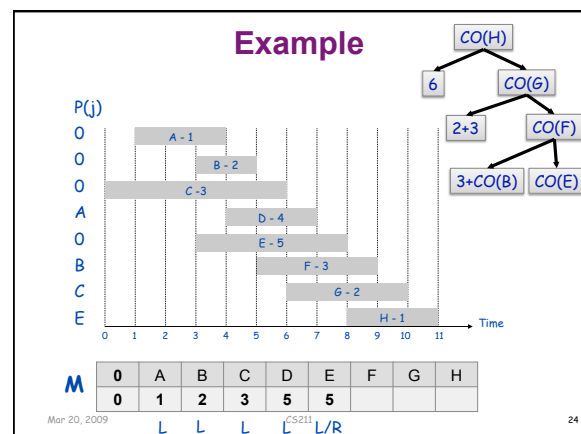 Example
CO(H)
6
CO(G)
2+3
CO(F)
3+CO(B)
CO(E)
P(j)
0
A - 1
0
B - 2
0
C -3
A
D - 4
0
E - 5
B
F - 3
C
G - 2
E
H - 1
Time
0 1 2 3 4 5 6 7 8 9 10 11
M
0 A B C D E F G H
0 1 2 3 5 5
L L L L L/R
Mar 20, 2009
CS211
24